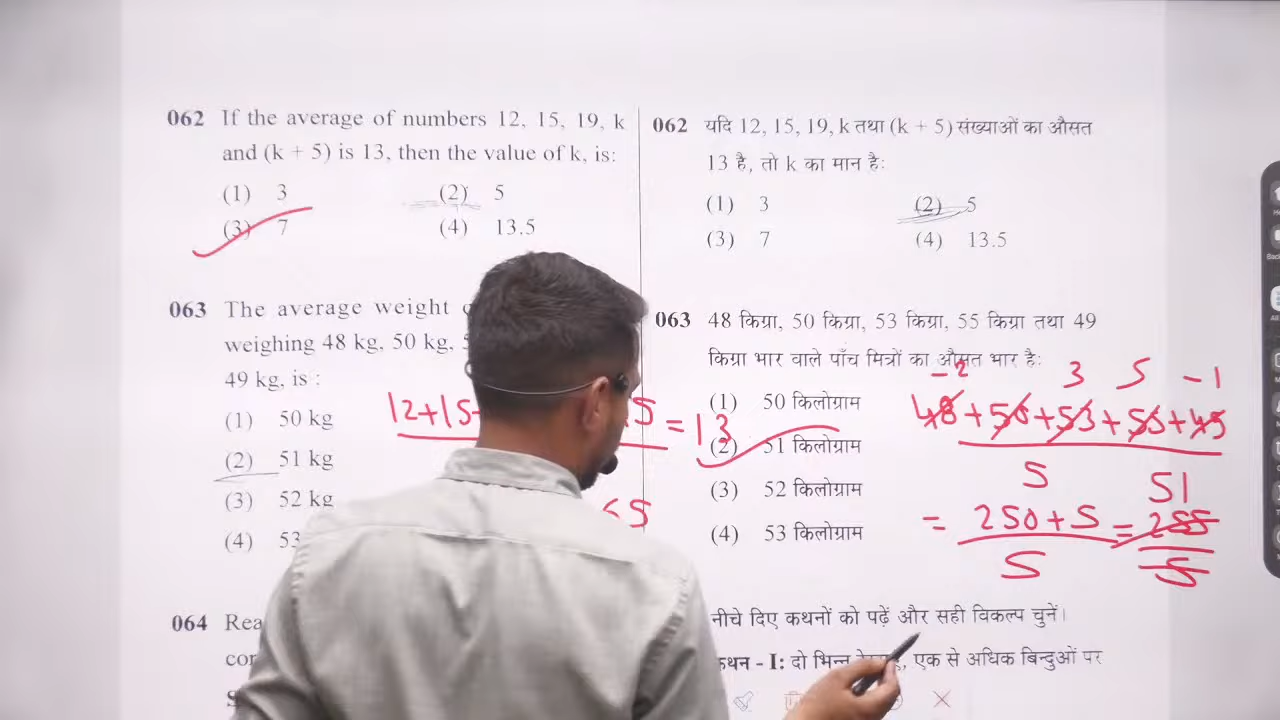 062 If the average of numbers 12, 15, 19, k
and (k + 5) is 13, then the value of k, is:
(1) 3 (2) 5
(3) 7 (4) 13.5
063 The average weight
weighing 48 kg, 50 kg,
49 kg, is :
(1) 50 kg
(2) 51 kg
(3) 52 kg
(4) 53
12+15 5 = 13
65
064
062 यदि 12, 15, 19, k तथा (k + 5) संख्याओं का औसत
13 है, तो k का मान है:
(1) 3 (2) 5
(3) 7 (4) 13.5
063 48 किग्रा, 50 किग्रा, 53 किग्रा, 55 किग्रा तथा 49
किग्रा भार वाले पाँच मित्रों का औसत भार है:
(1) 50 किलोग्राम
(2) 51 किलोग्राम
(3) 52 किलोग्राम
(4) 53 किलोग्राम
-2 3 5 -1
48 + 50 + 53 + 55 + 49
5
= 250 + 5 = 255
5 5
51
नीचे दिए कथनों को पढ़ें और सही विकल्प चुनें।
- I: दो भिन्न एक से अधिक बिन्दुओं पर